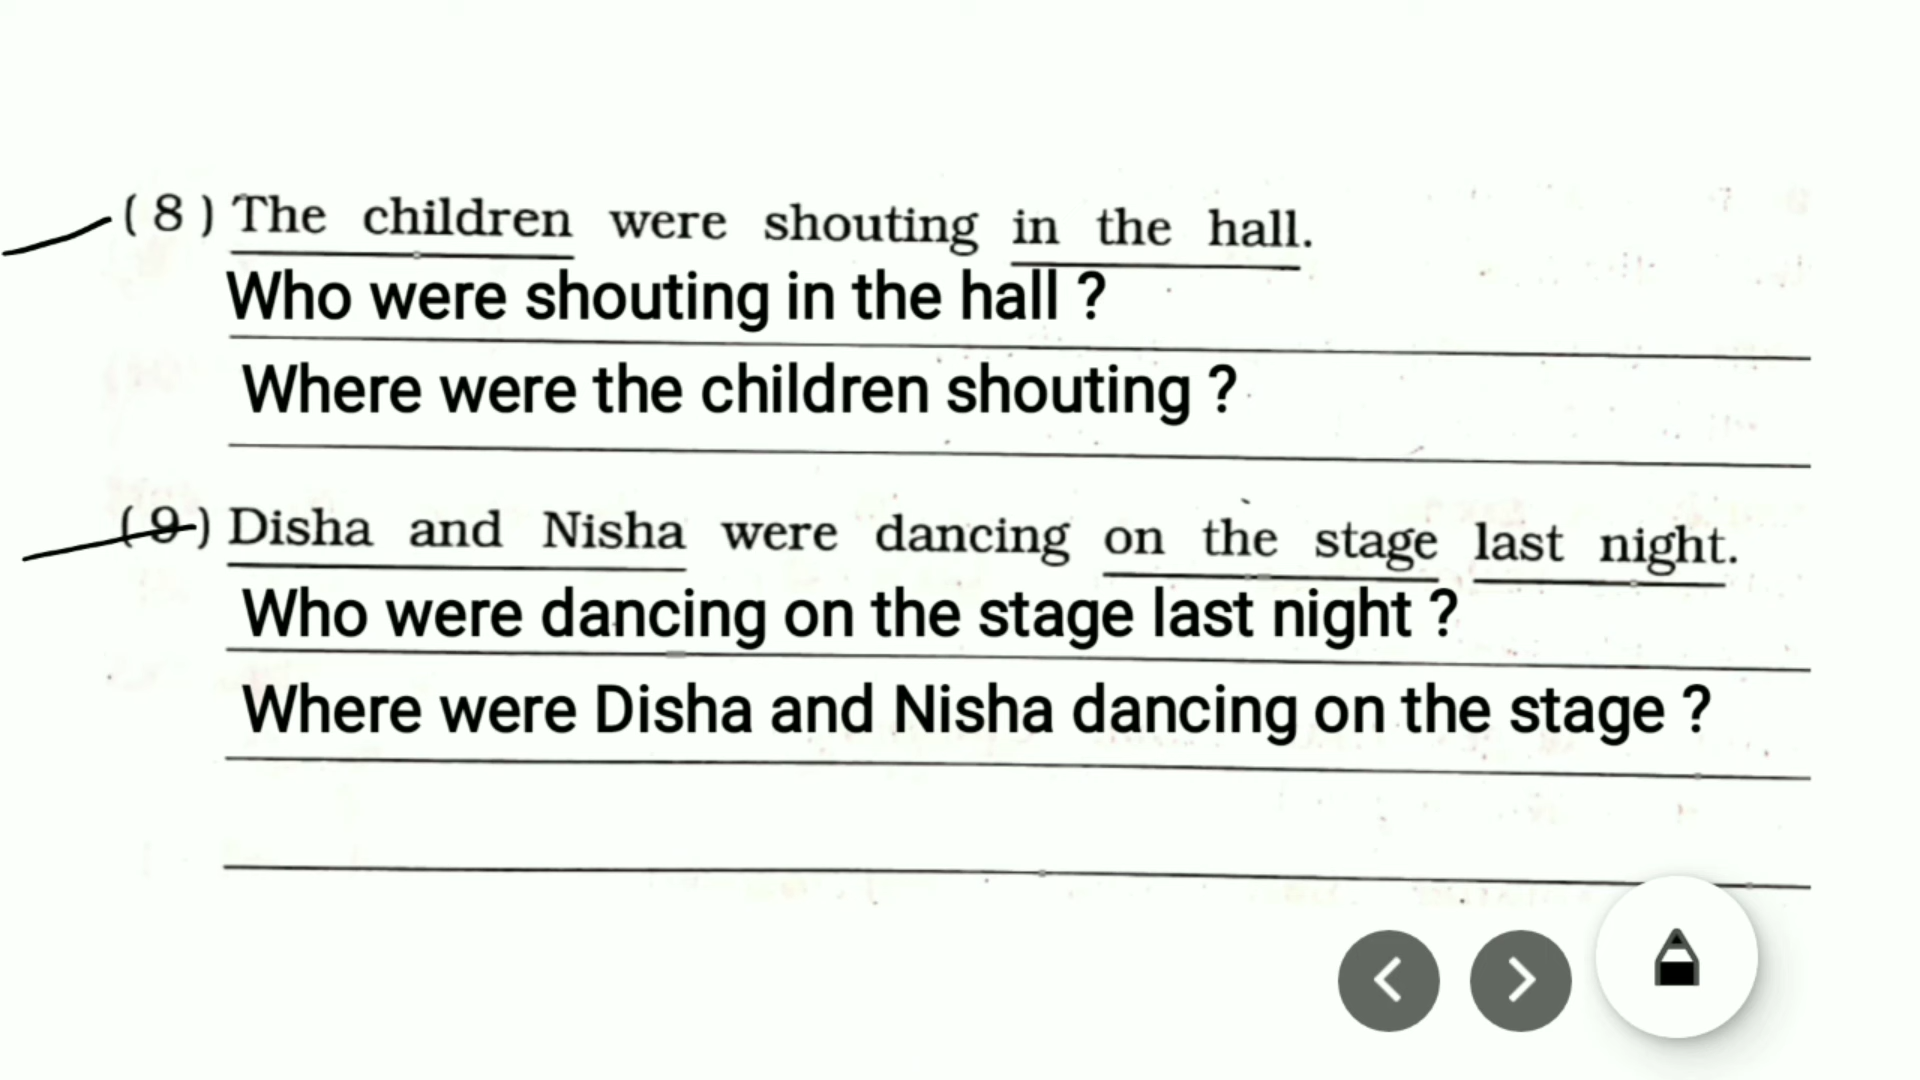 ( 8 ) The children were shouting in the hall.
Who were shouting in the hall ?
Where were the children shouting ?
( 9 ) Disha and Nisha were dancing on the stage last night.
Who were dancing on the stage last night ?
Where were Disha and Nisha dancing on the stage ?